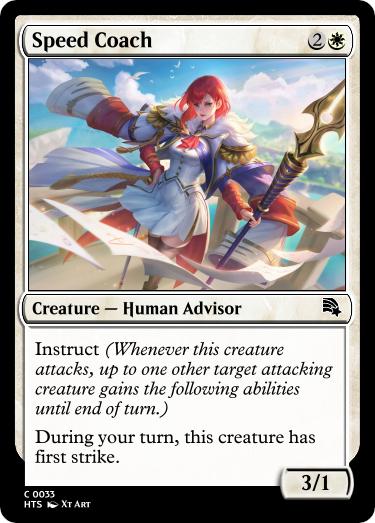 Speed Coach 2
Creature — Human Advisor
Instruct (Whenever this creature
attacks, up to one other target attacking
creature gains the following abilities
until end of turn.)
During your turn, this creature has
first strike.
3/1
C 0033
HTS XT ART